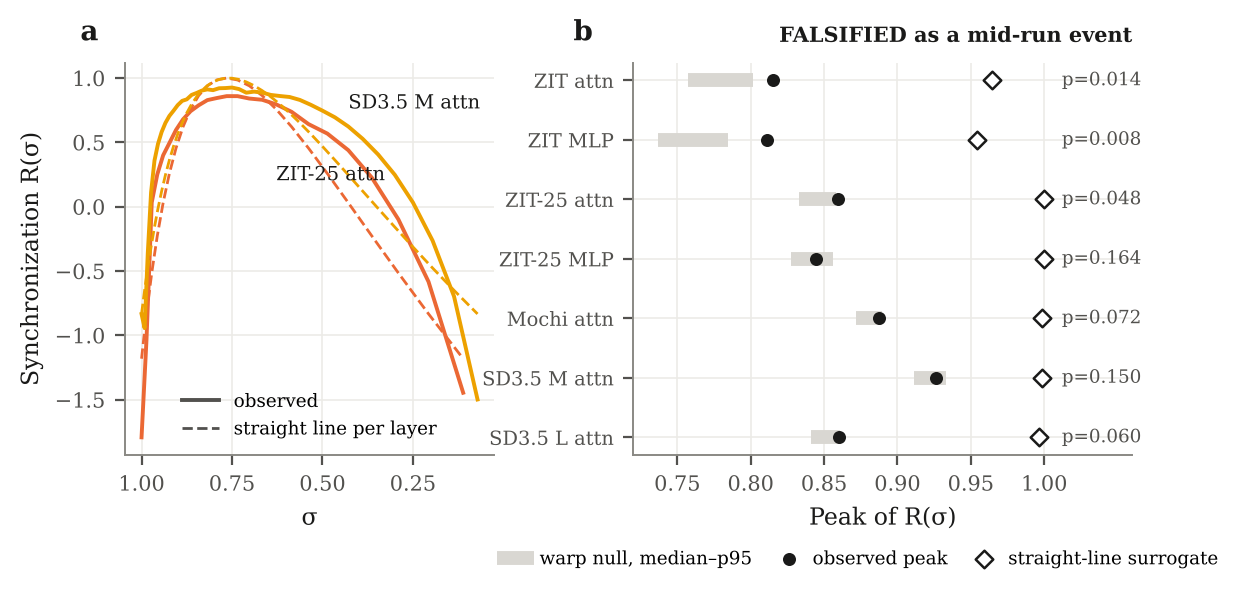 a
b
FALSIFIED as a mid-run event
Synchronization R(σ)
1.0
0.5
0.0
−0.5
−1.0
−1.5
SD3.5 M attn
ZIT-25 attn
observed
straight line per layer
1.00
0.75
0.50
0.25
σ
ZIT attn
p=0.014
ZIT MLP
p=0.008
ZIT-25 attn
p=0.048
ZIT-25 MLP
p=0.164
Mochi attn
p=0.072
SD3.5 M attn
p=0.150
SD3.5 L attn
p=0.060
0.75
0.80
0.85
0.90
0.95
1.00
Peak of R(σ)
warp null, median–p95
observed peak
straight-line surrogate